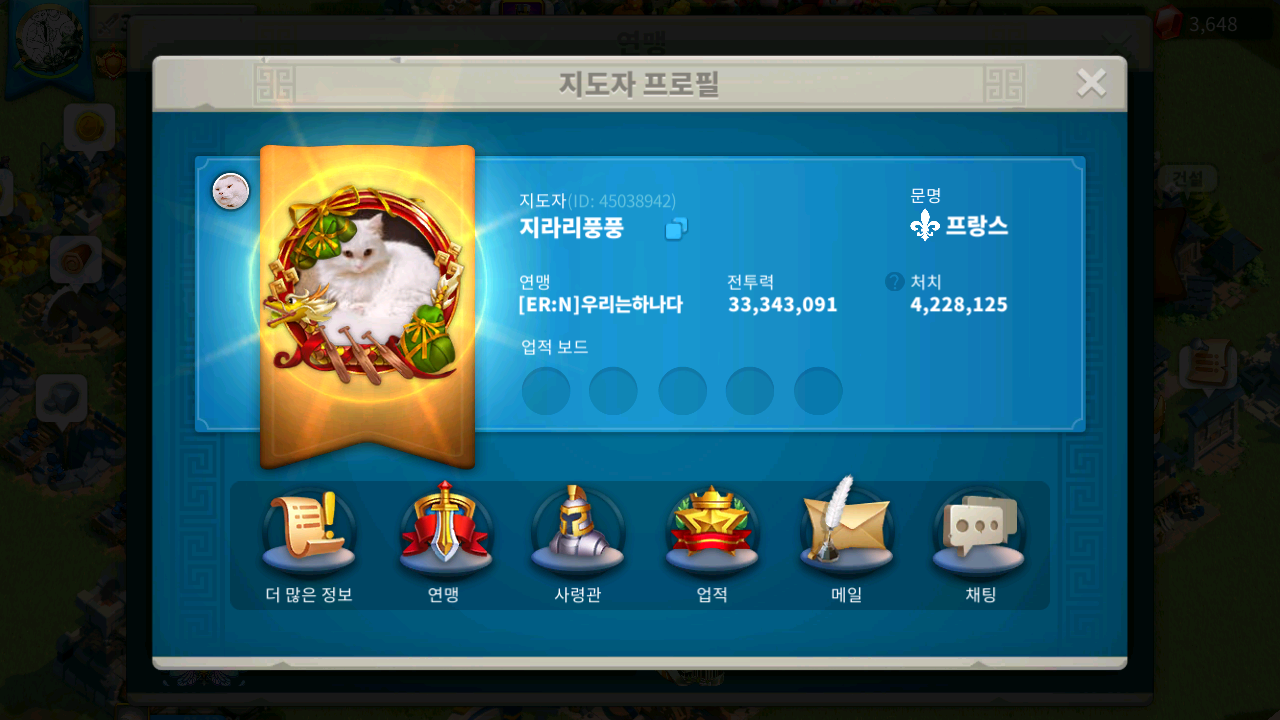 연맹
3,648
지도자 프로필
건설
지도자(ID: 45038942)
지라리풍풍
문명
프랑스
연맹
[ER:N]우리는하나다
전투력
33,343,091
? 처치
4,228,125
업적 보드
더 많은 정보
연맹
사령관
업적
메일
채팅